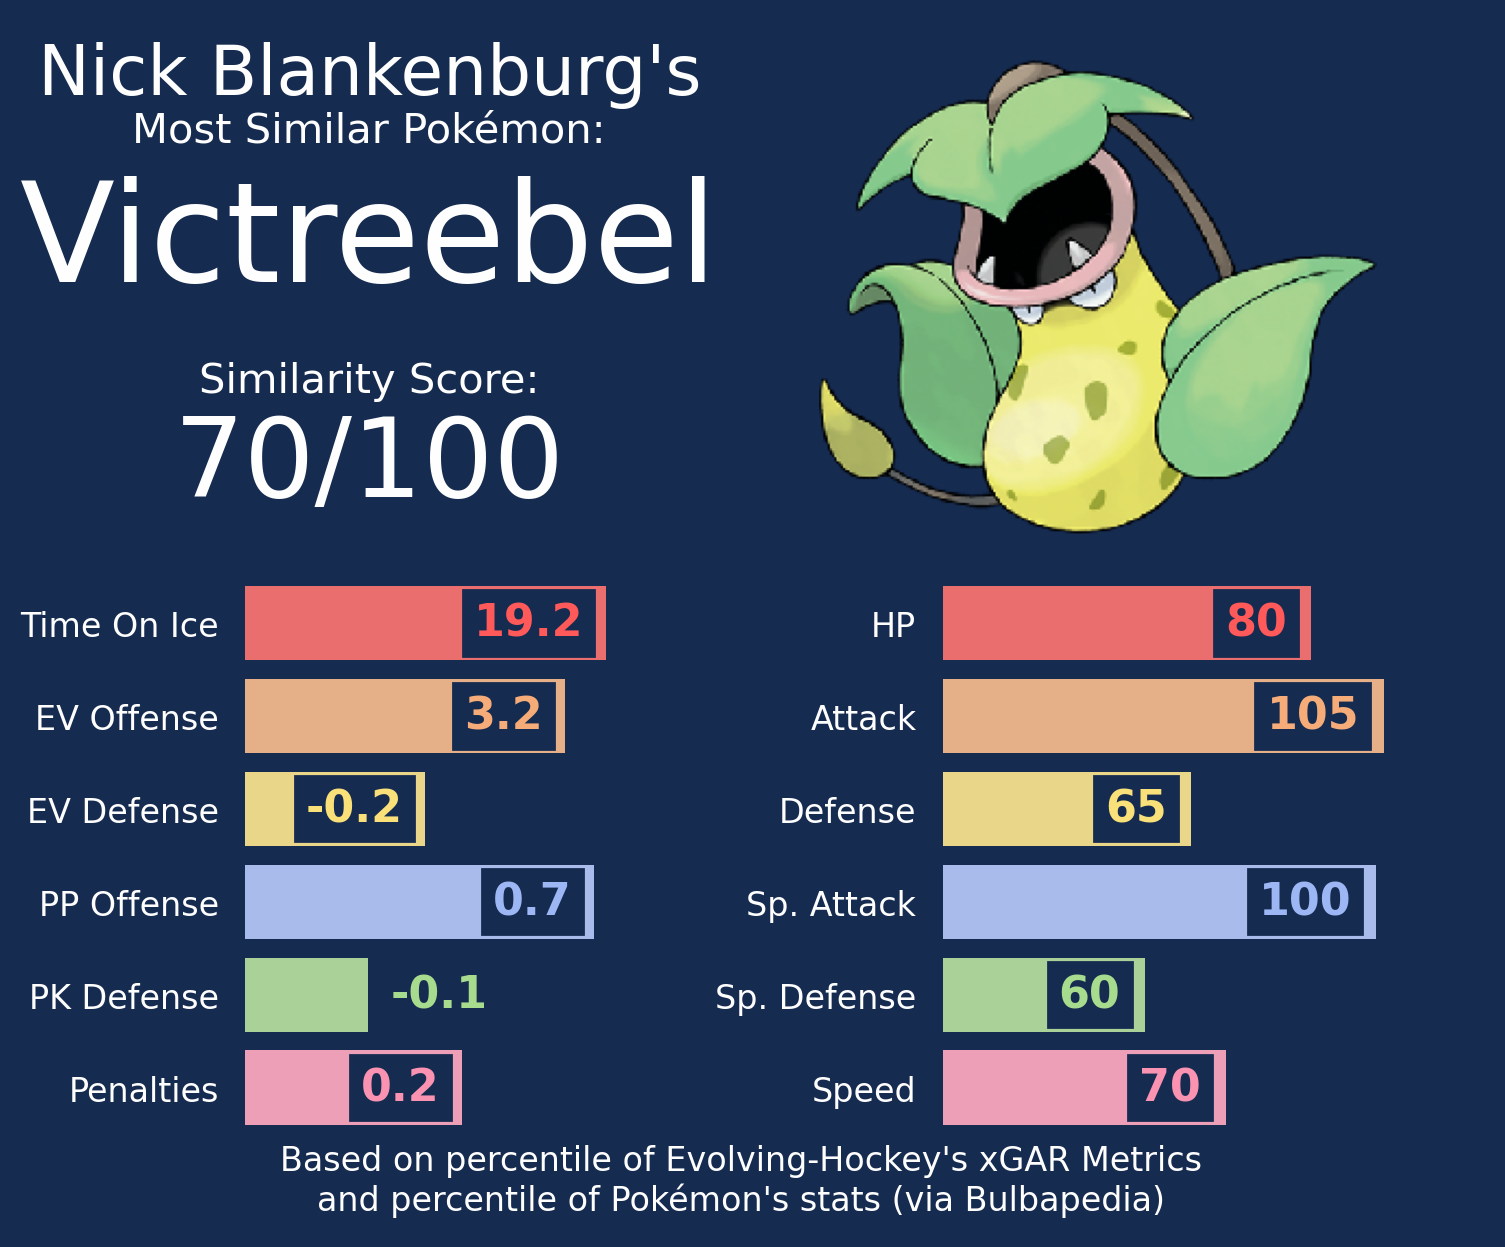 Nick Blankenburg's
Most Similar Pokémon:
Victreebel
Similarity Score:
70/100
Time On Ice 19.2
EV Offense 3.2
EV Defense -0.2
PP Offense 0.7
PK Defense -0.1
Penalties 0.2
HP 80
Attack 105
Defense 65
Sp. Attack 100
Sp. Defense 60
Speed 70
Based on percentile of Evolving-Hockey's xGAR Metrics
and percentile of Pokémon's stats (via Bulbapedia)